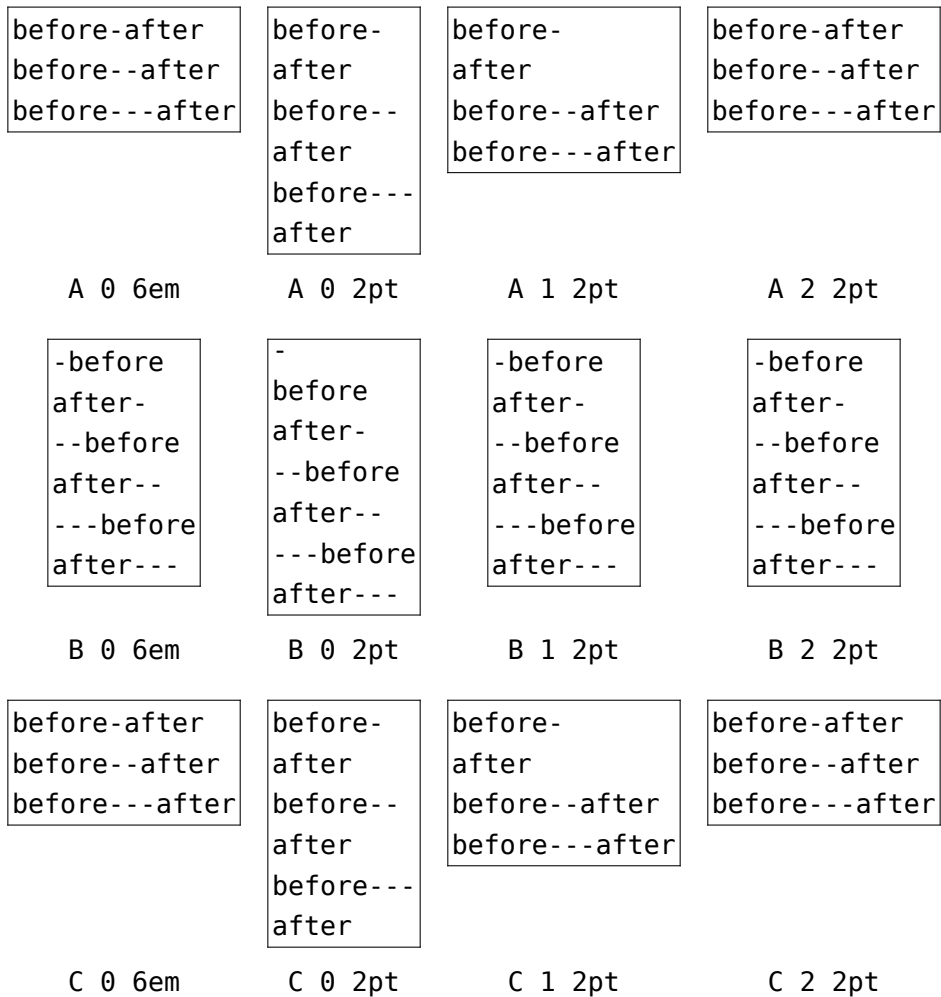 before-after
before--after
before---after
before-
after
before--
after
before---
after
before-
after
before--after
before---after
before-after
before--after
before---after
A 0 6em
A 0 2pt
A 1 2pt
A 2 2pt
-before
after-
--before
after--
---before
after---
-
before
after-
--before
after--
---before
after---
-before
after-
--before
after--
---before
after---
-before
after-
--before
after--
---before
after---
B 0 6em
B 0 2pt
B 1 2pt
B 2 2pt
before-after
before--after
before---after
before-
after
before--
after
before---
after
before-
after
before--after
before---after
before-after
before--after
before---after
C 0 6em
C 0 2pt
C 1 2pt
C 2 2pt